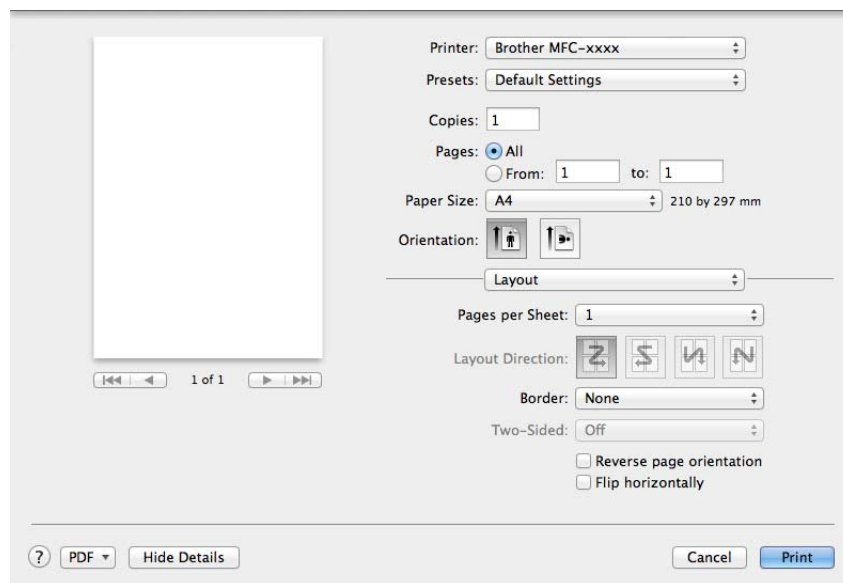 Printer: Brother MFC-xxxx
Presets: Default Settings
Copies: 1
Pages: All
From: 1 to: 1
Paper Size: A4 210 by 297 mm
Orientation:
Layout
Pages per Sheet: 1
Layout Direction:
1 of 1
Border: None
Two-Sided: Off
Reverse page orientation
Flip horizontally
? PDF Hide Details Cancel Print